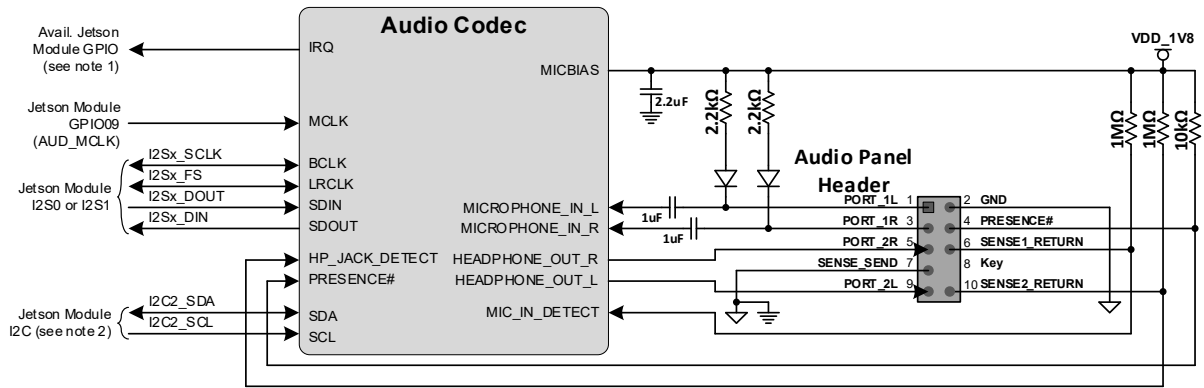 Audio Codec
Avail. Jetson
Module GPIO
(see note 1)
IRQ
MICBIAS
VDD_1V8
2.2uF
2.2kΩ
2.2kΩ
1MΩ
1MΩ
10kΩ
Jetson Module
GPIO09
(AUD_MCLK)
MCLK
Jetson Module
I2S0 or I2S1
I2Sx_SCLK
I2Sx_FS
I2Sx_DOUT
I2Sx_DIN
BCLK
LRCLK
SDIN
SDOUT
Audio Panel
Header
MICROPHONE_IN_L
MICROPHONE_IN_R
1uF
1uF
PORT_1L 1
2 GND
PORT_1R 3
4 PRESENCE#
PORT_2R 5
6 SENSE1_RETURN
SENSE_SEND 7
8 Key
PORT_2L 9
10 SENSE2_RETURN
HP_JACK_DETECT
PRESENCE#
HEADPHONE_OUT_R
HEADPHONE_OUT_L
MIC_IN_DETECT
Jetson Module
I2C (see note 2)
I2C2_SDA
I2C2_SCL
SDA
SCL